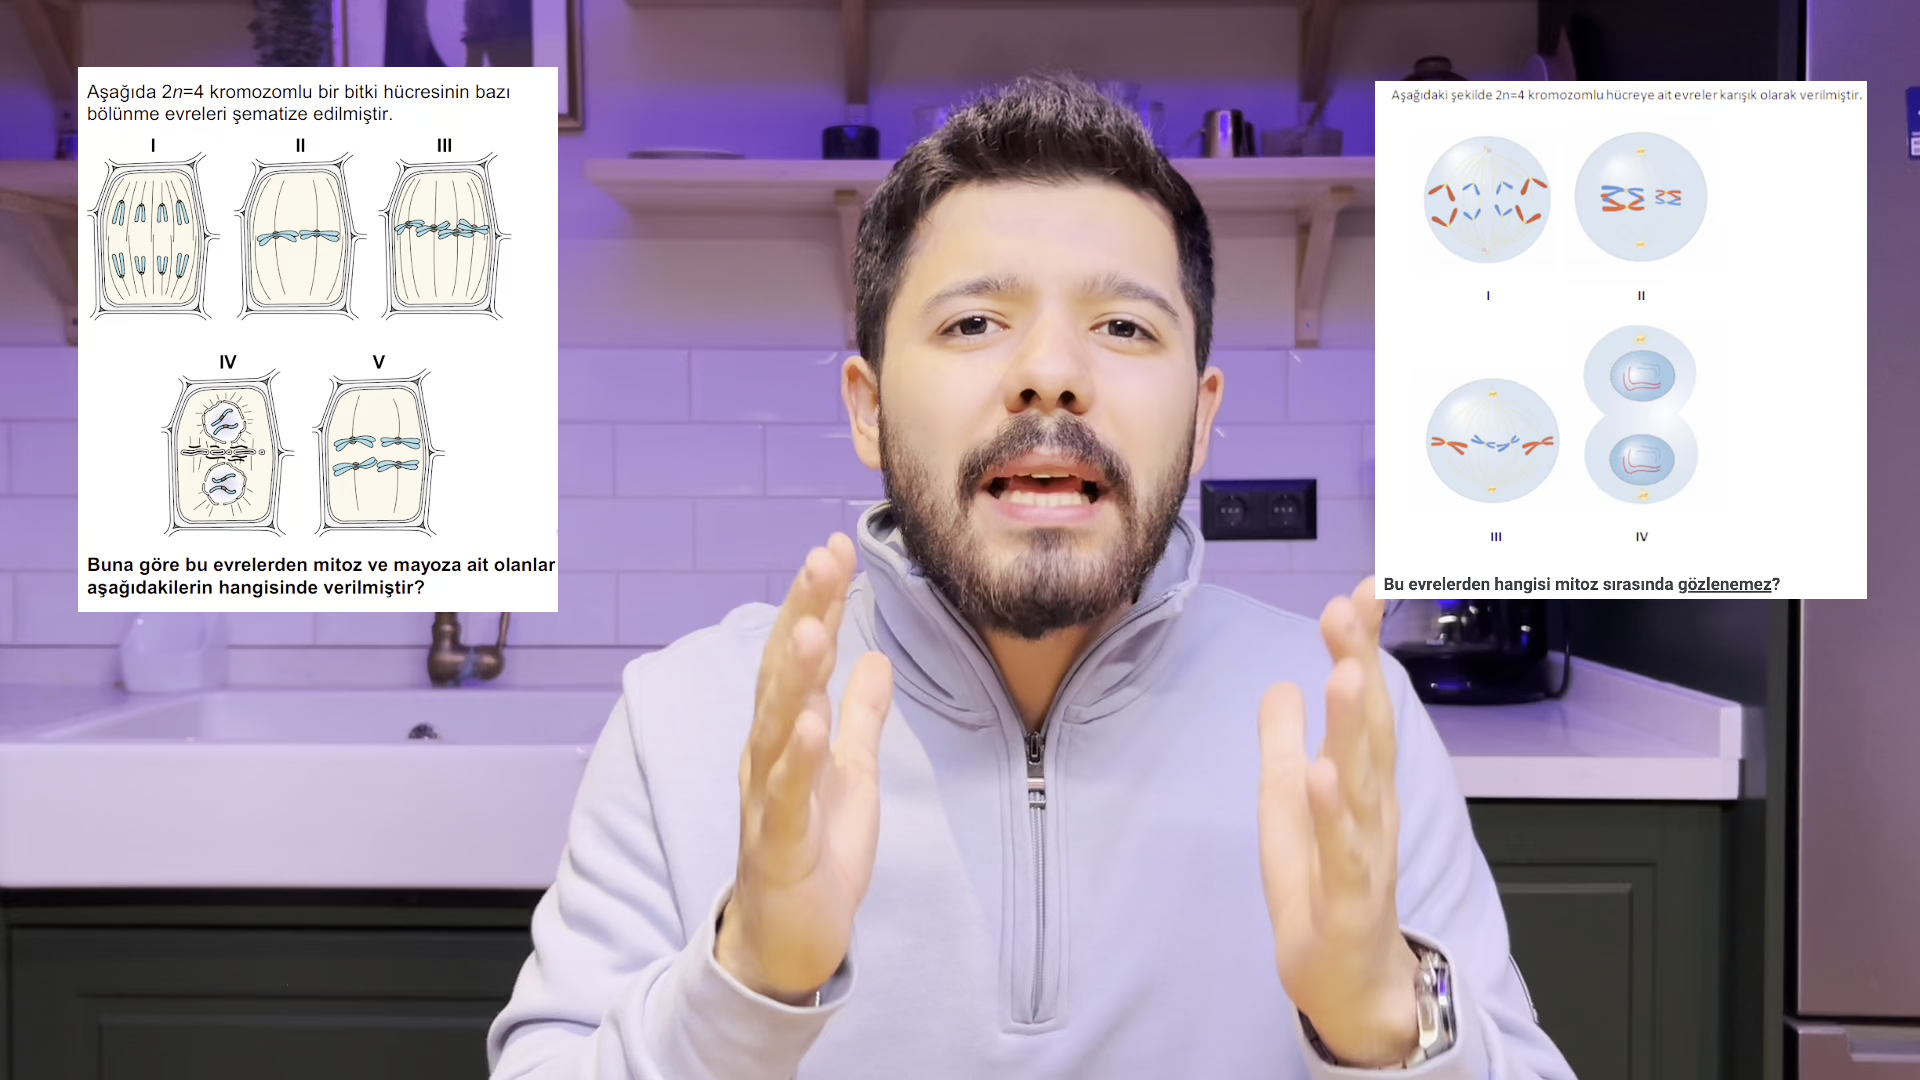 Aşağıda 2n=4 kromozomlu bir bitki hücresinin bazı
bölünme evreleri şematize edilmiştir.
I II III
IV V
Buna göre bu evrelerden mitoz ve mayoza ait olanlar
aşağıdakilerin hangisinde verilmiştir?
Aşağıdaki şekilde 2n=4 kromozomlu hücreye ait evreler karışık olarak verilmiştir.
I II
III IV
Bu evrelerden hangisi mitoz sırasında gözlenemez?